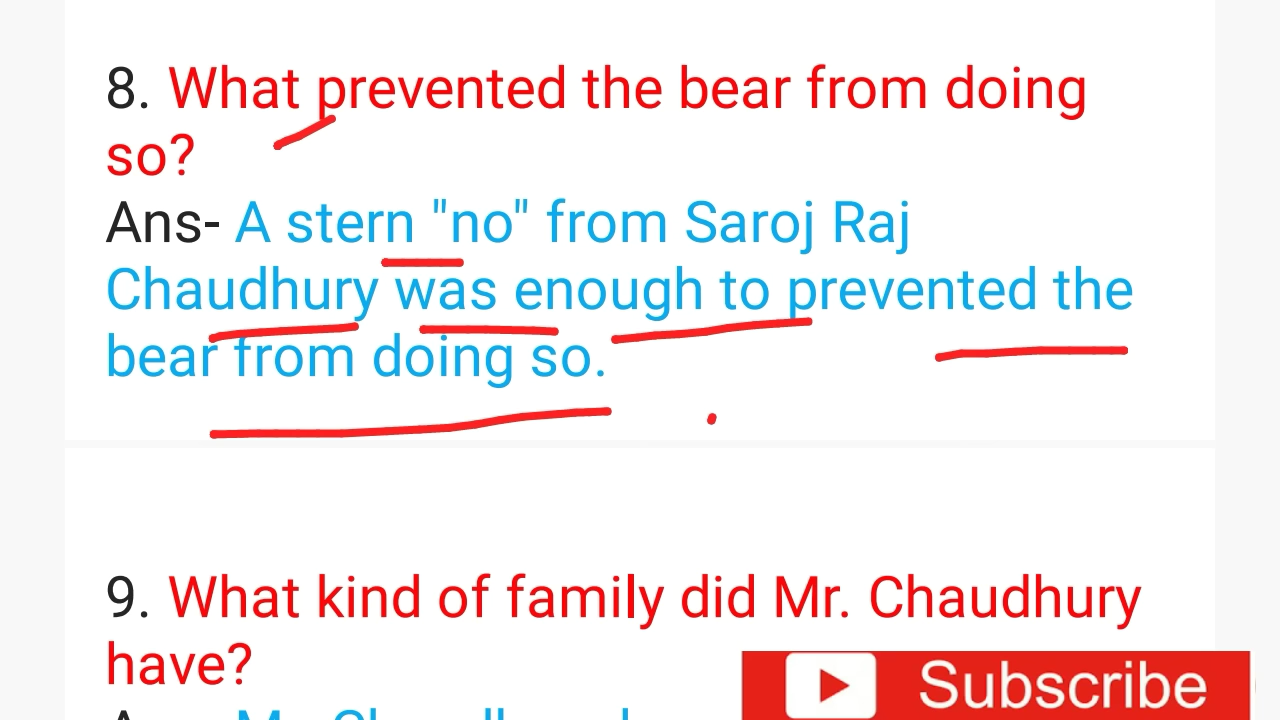 8. What prevented the bear from doing
so?
Ans- A stern "no" from Saroj Raj
Chaudhury was enough to prevented the
bear from doing so.
9. What kind of family did Mr. Chaudhury
have?
Subscribe